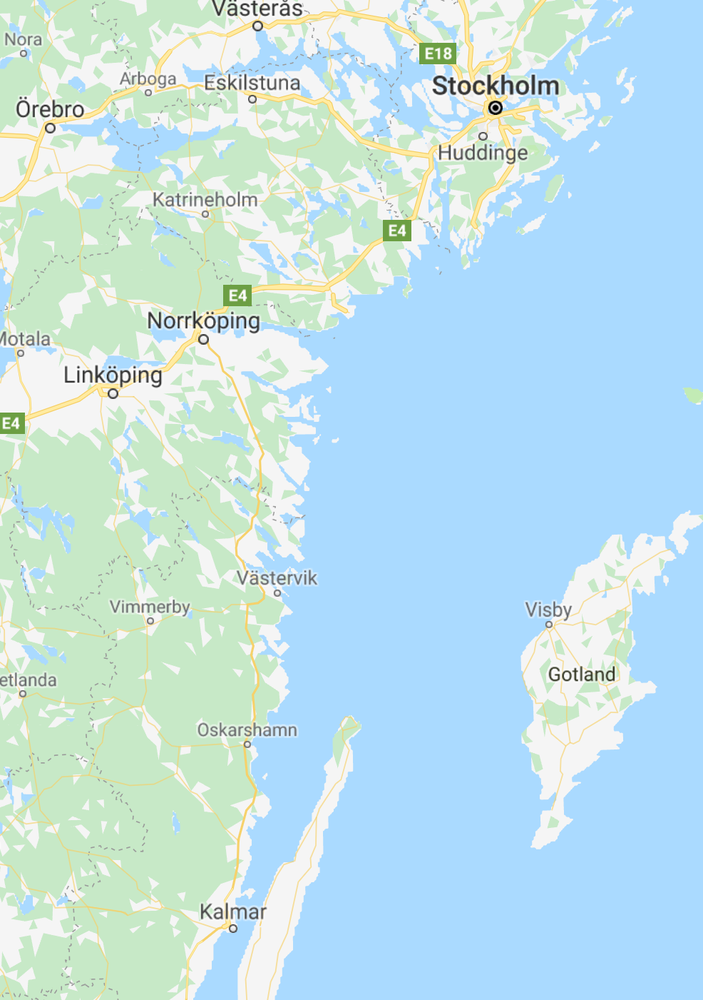 Västerås
Nora
E18
Arboga
Eskilstuna
Stockholm
Örebro
Huddinge
Katrineholm
E4
E4
Norrköping
Motala
Linköping
E4
Västervik
Vimmerby
Visby
Gotland
etlanda
Oskarshamn
Kalmar